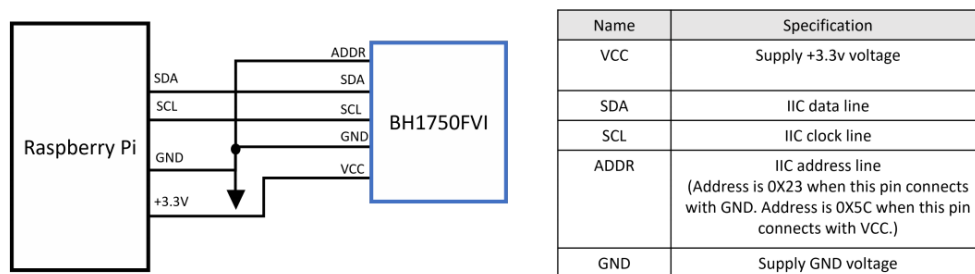 Raspberry Pi
SDA
SCL
GND
+3.3V
ADDR
SDA
SCL
GND
VCC
BH1750FVI
Name Specification
VCC Supply +3.3v voltage
SDA IIC data line
SCL IIC clock line
ADDR IIC address line
(Address is 0X23 when this pin connects
with GND. Address is 0X5C when this pin
connects with VCC.)
GND Supply GND voltage